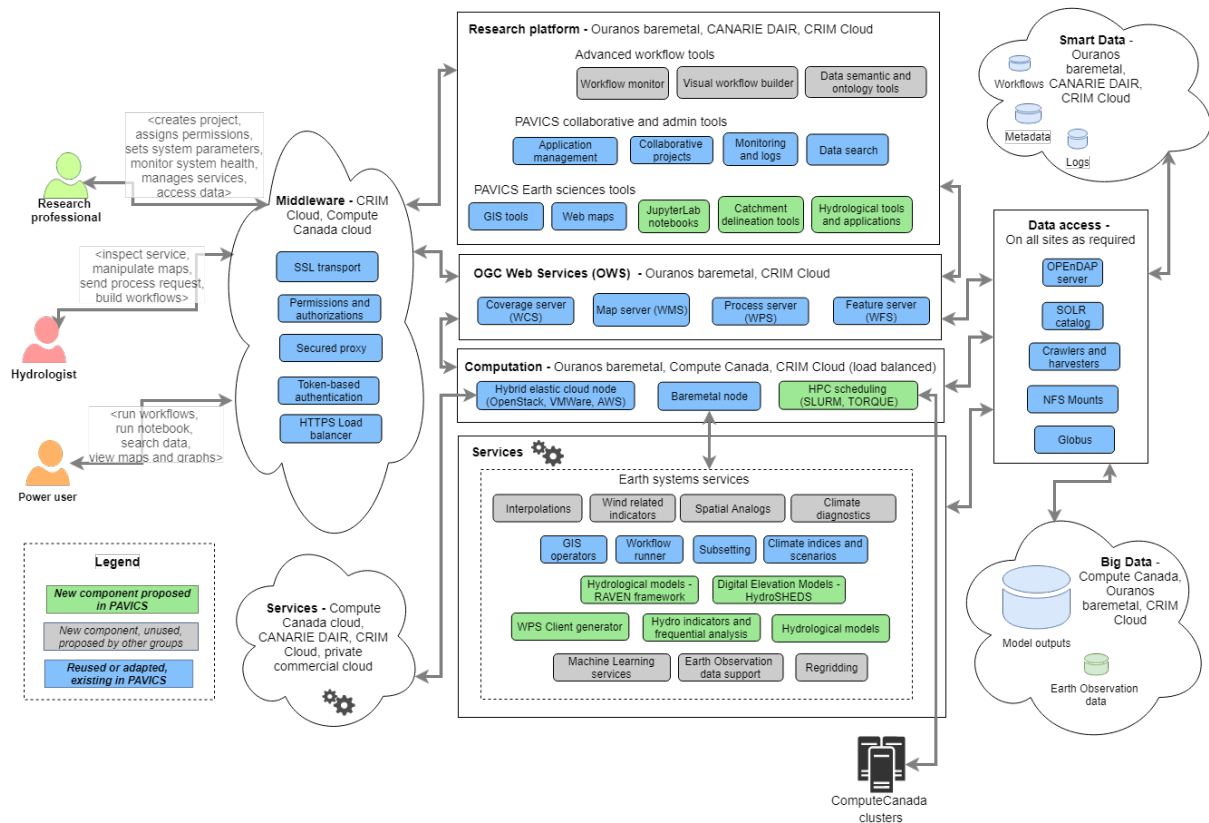 Research platform - Ouranos baremetal, CANARIE DAIR, CRIM Cloud
Advanced workflow tools
Workflow monitor
Visual workflow builder
Data semantic and
ontology tools
PAVICS collaborative and admin tools
Application
management
Collaborative
projects
Monitoring
and logs
Data search
PAVICS Earth sciences tools
GIS tools
Web maps
JupyterLab
notebooks
Catchment
delineation tools
Hydrological tools
and applications
Smart Data -
Ouranos
baremetal,
CANARIE DAIR,
CRIM Cloud
Workflows
Metadata
Logs
<creates project,
assigns permissions,
sets system parameters,
monitor system health,
manages services,
access data>
Research
professional
<inspect service,
manipulate maps,
send process request,
build workflows>
Hydrologist
<run workflows,
run notebook,
search data,
view maps and graphs>
Power user
Middleware - CRIM
Cloud, Compute
Canada cloud
SSL transport
Permissions and
authorizations
Secured proxy
Token-based
authentication
HTTPS Load
balancer
OGC Web Services (OWS) - Ouranos baremetal, CRIM Cloud
Coverage server
(WCS)
Map server (WMS)
Process server
(WPS)
Feature server
(WFS)
Computation - Ouranos baremetal, Compute Canada, CRIM Cloud (load balanced)
Hybrid elastic cloud node
(OpenStack, VMWare, AWS)
Baremetal node
HPC scheduling
(SLURM, TORQUE)
Data access -
On all sites as required
OPEnDAP
server
SOLR
catalog
Crawlers and
harvesters
NFS Mounts
Globus
Services
Earth systems services
Interpolations
Wind related
indicators
Spatial Analogs
Climate
diagnostics
GIS
operators
Workflow
runner
Subsetting
Climate indices and
scenarios
Hydrological models -
RAVEN framework
Digital Elevation Models -
HydroSHEDS
WPS Client generator
Hydro indicators and
frequential analysis
Hydrological models
Machine Learning
services
Earth Observation
data support
Regridding
Legend
New component proposed
in PAVICS
New component, unused,
proposed by other groups
Reused or adapted,
existing in PAVICS
Services - Compute
Canada cloud,
CANARIE DAIR, CRIM
Cloud, private
commercial cloud
Big Data -
Compute Canada,
Ouranos
baremetal, CRIM
Cloud
Model outputs
Earth Observation
data
ComputeCanada
clusters